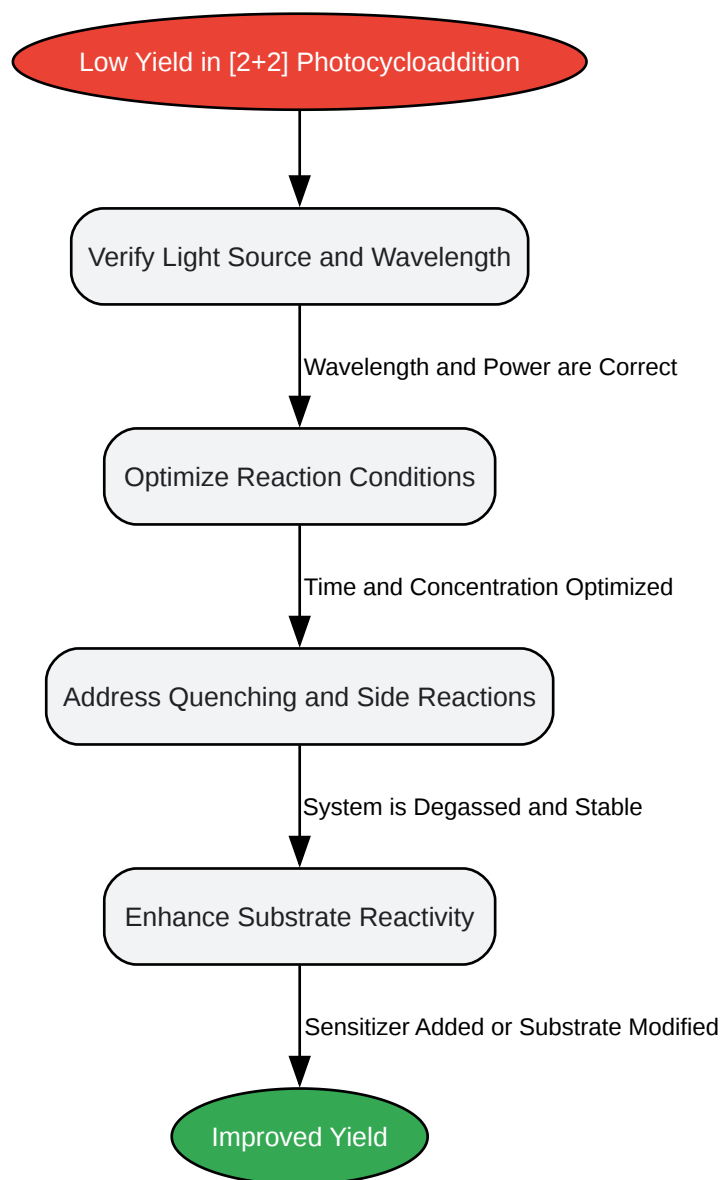 Low Yield in [2+2] Photocycloaddition
Verify Light Source and Wavelength
Wavelength and Power are Correct
Optimize Reaction Conditions
Time and Concentration Optimized
Address Quenching and Side Reactions
System is Degassed and Stable
Enhance Substrate Reactivity
Sensitizer Added or Substrate Modified
Improved Yield